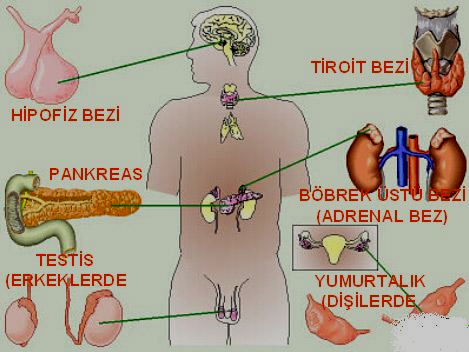 HİPOFİZ BEZİ
TİROİT BEZİ
PANKREAS
BÖBREK ÜSTÜ BEZİ
(ADRENAL BEZ)
TESTİS
(ERKEKLERDE
YUMURTALIK
(DİŞİLERDE